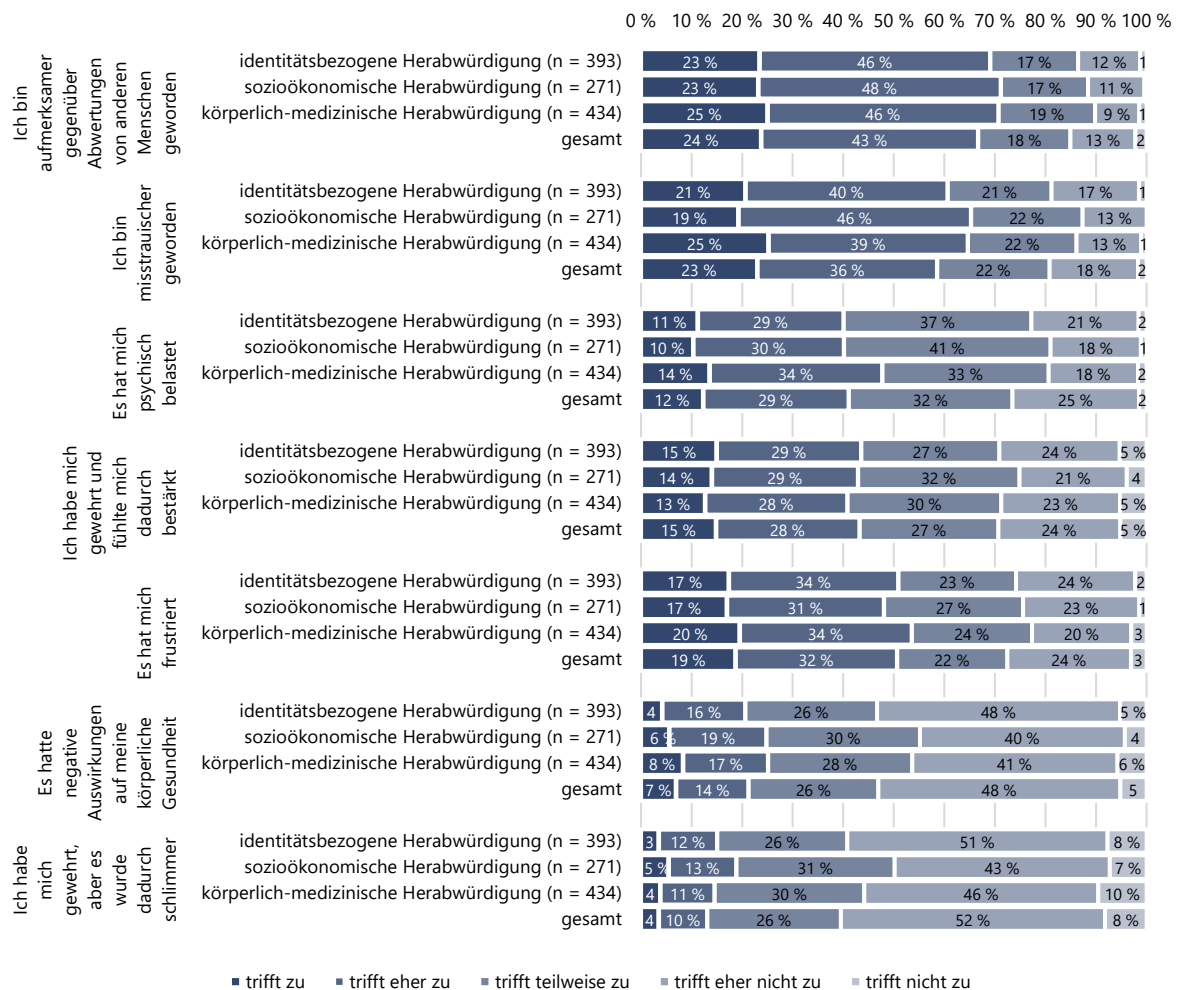 0 % 10 % 20 % 30 % 40 % 50 % 60 % 70 % 80 % 90 % 100 %
Ich bin
aufmerksamer
gegenüber
Abwertungen
von anderen
Menschen
geworden
identitätsbezogene Herabwürdigung (n = 393) 23 % 46 % 17 % 12 % 1
sozioökonomische Herabwürdigung (n = 271) 23 % 48 % 17 % 11 %
körperlich-medizinische Herabwürdigung (n = 434) 25 % 46 % 19 % 9 % 1
gesamt 24 % 43 % 18 % 13 % 2
Ich bin
misstrauischer
geworden
identitätsbezogene Herabwürdigung (n = 393) 21 % 40 % 21 % 17 % 1
sozioökonomische Herabwürdigung (n = 271) 19 % 46 % 22 % 13 %
körperlich-medizinische Herabwürdigung (n = 434) 25 % 39 % 22 % 13 % 1
gesamt 23 % 36 % 22 % 18 % 2
Es hat mich
psychisch
belastet
identitätsbezogene Herabwürdigung (n = 393) 11 % 29 % 37 % 21 % 2
sozioökonomische Herabwürdigung (n = 271) 10 % 30 % 41 % 18 % 1
körperlich-medizinische Herabwürdigung (n = 434) 14 % 34 % 33 % 18 % 2
gesamt 12 % 29 % 32 % 25 % 2
Ich habe mich
gewehrt und
fühlte mich
dadurch
bestärkt
identitätsbezogene Herabwürdigung (n = 393) 15 % 29 % 27 % 24 % 5 %
sozioökonomische Herabwürdigung (n = 271) 14 % 29 % 32 % 21 % 4
körperlich-medizinische Herabwürdigung (n = 434) 13 % 28 % 30 % 23 % 5 %
gesamt 15 % 28 % 27 % 24 % 5 %
Es hat mich
frustriert
identitätsbezogene Herabwürdigung (n = 393) 17 % 34 % 23 % 24 % 2
sozioökonomische Herabwürdigung (n = 271) 17 % 31 % 27 % 23 % 1
körperlich-medizinische Herabwürdigung (n = 434) 20 % 34 % 24 % 20 % 3
gesamt 19 % 32 % 22 % 24 % 3
Es hatte
negative
Auswirkungen
auf meine
körperliche
Gesundheit
identitätsbezogene Herabwürdigung (n = 393) 4 16 % 26 % 48 % 5 %
sozioökonomische Herabwürdigung (n = 271) 6 % 19 % 30 % 40 % 4
körperlich-medizinische Herabwürdigung (n = 434) 8 % 17 % 28 % 41 % 6 %
gesamt 7 % 14 % 26 % 48 % 5
Ich habe
mich
gewehrt,
aber es
wurde
dadurch
schlimmer
identitätsbezogene Herabwürdigung (n = 393) 3 12 % 26 % 51 % 8 %
sozioökonomische Herabwürdigung (n = 271) 5 % 13 % 31 % 43 % 7 %
körperlich-medizinische Herabwürdigung (n = 434) 4 11 % 30 % 46 % 10 %
gesamt 4 10 % 26 % 52 % 8 %
trifft zu trifft eher zu trifft teilweise zu trifft eher nicht zu trifft nicht zu